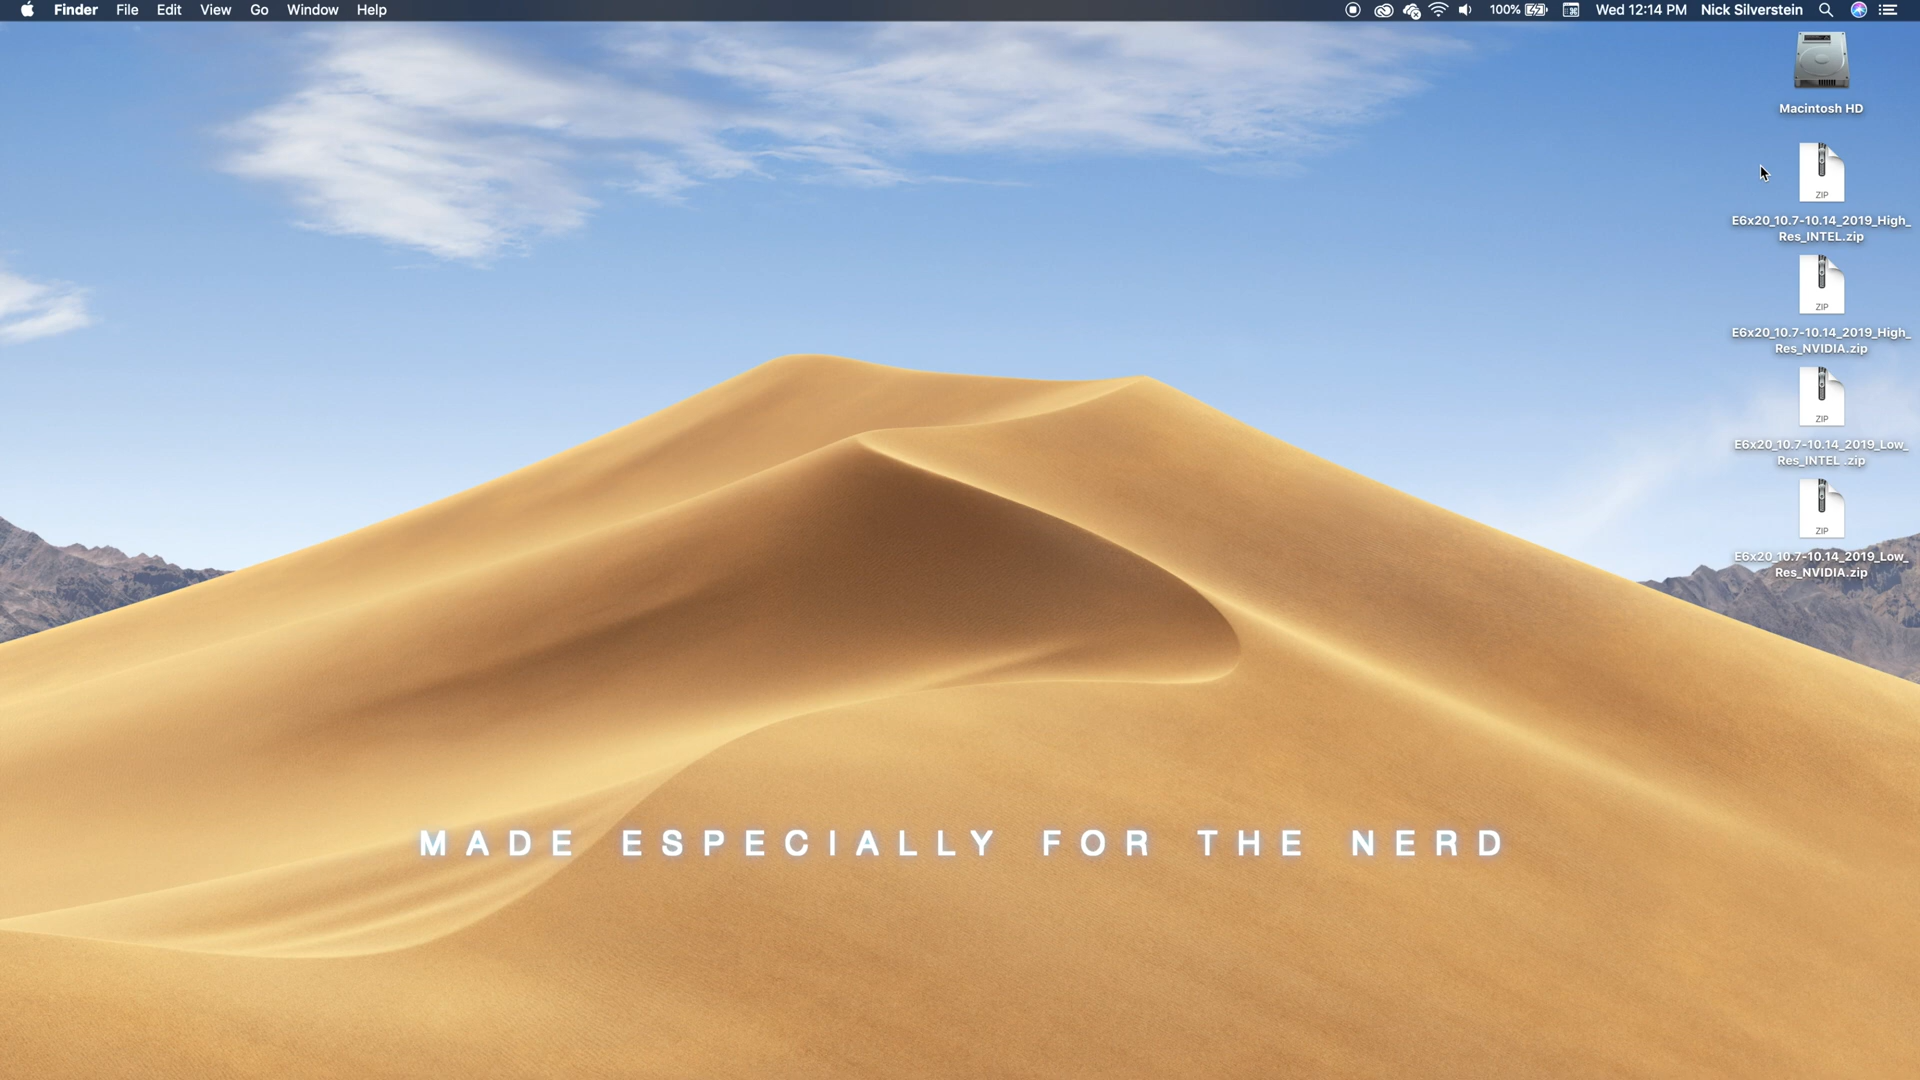 Finder File Edit View Go Window Help 100% Wed 12:14 PM Nick Silverstein
Macintosh HD
ZIP
E6x20_10.7-10.14_2019_High_
Res_INTEL.zip
ZIP
E6x20_10.7-10.14_2019_High_
Res_NVIDIA.zip
ZIP
E6x20_10.7-10.14_2019_Low_
Res_INTEL .zip
ZIP
E6x20_10.7-10.14_2019_Low_
Res_NVIDIA.zip
MADE ESPECIALLY FOR THE NERD